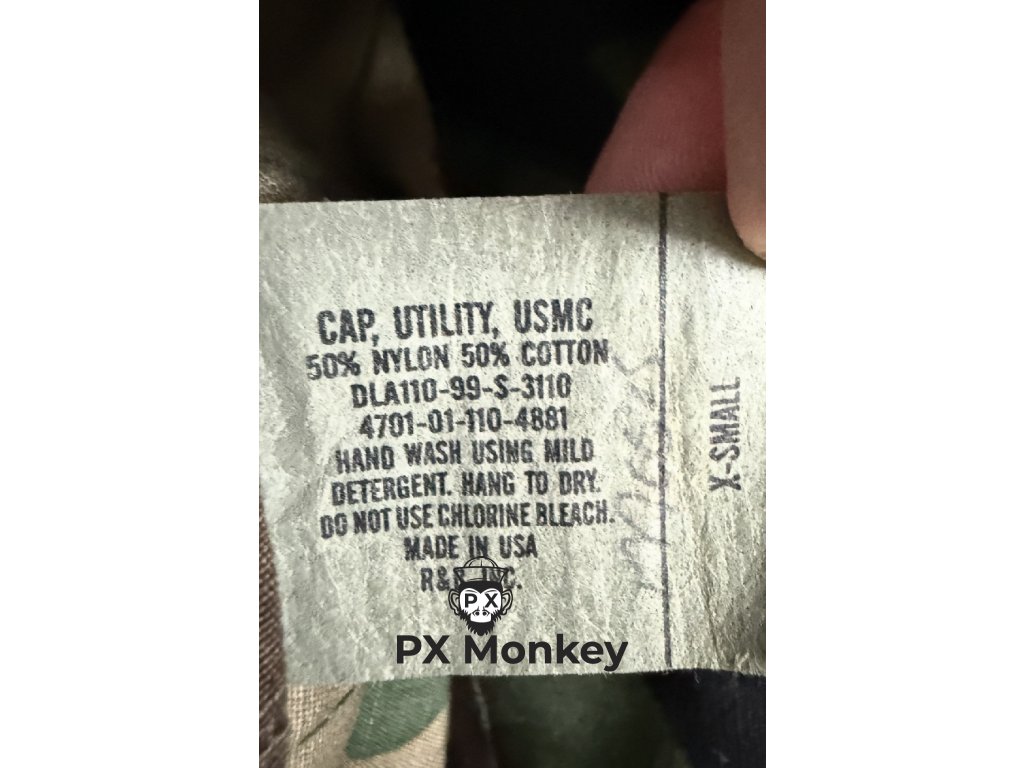 CAP, UTILITY, USMC
50% NYLON 50% COTTON
DLA110-99-S-3110
4701-01-110-4881
HAND WASH USING MILD
DETERGENT. HANG TO DRY.
DO NOT USE CHLORINE BLEACH.
MADE IN USA
INC.
X-SMALL
PX
PX Monkey